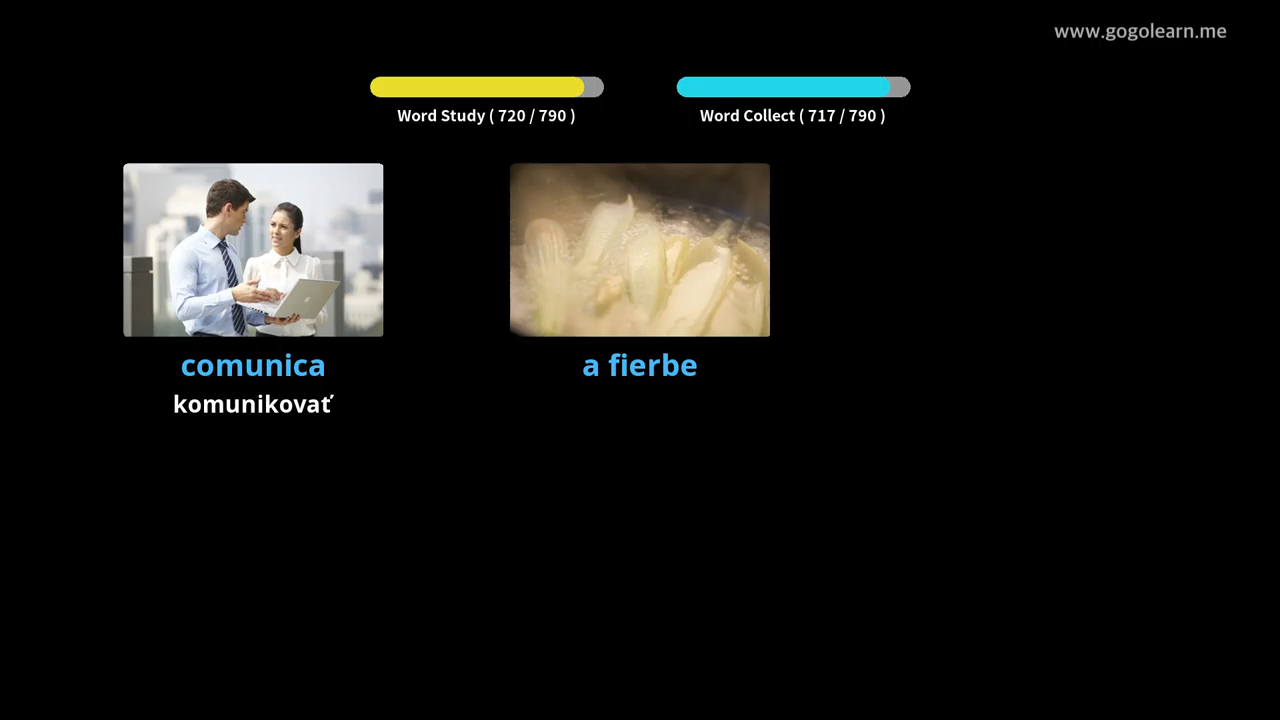 www.gogolearn.me
Word Study ( 720 / 790 )
Word Collect ( 717 / 790 )
comunica
a fierbe
komunikovať